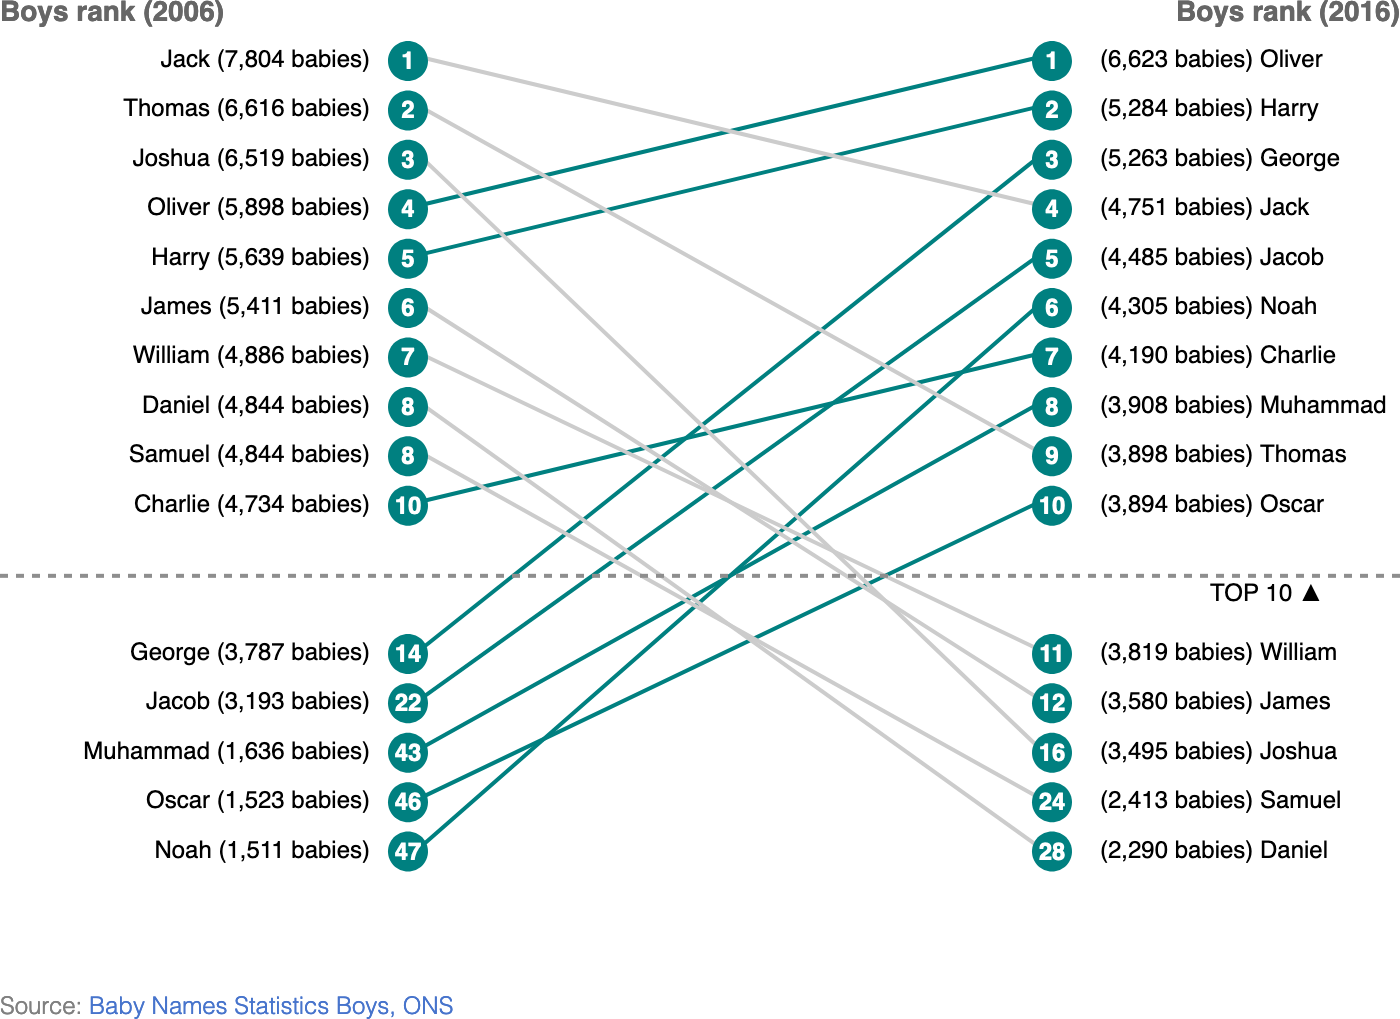 Boys rank (2006) Boys rank (2016)
Jack (7,804 babies) 1 1 (6,623 babies) Oliver
Thomas (6,616 babies) 2 2 (5,284 babies) Harry
Joshua (6,519 babies) 3 3 (5,263 babies) George
Oliver (5,898 babies) 4 4 (4,751 babies) Jack
Harry (5,639 babies) 5 5 (4,485 babies) Jacob
James (5,411 babies) 6 6 (4,305 babies) Noah
William (4,886 babies) 7 7 (4,190 babies) Charlie
Daniel (4,844 babies) 8 8 (3,908 babies) Muhammad
Samuel (4,844 babies) 8 9 (3,898 babies) Thomas
Charlie (4,734 babies) 10 10 (3,894 babies) Oscar
TOP 10 ▲
George (3,787 babies) 14 11 (3,819 babies) William
Jacob (3,193 babies) 22 12 (3,580 babies) James
Muhammad (1,636 babies) 43 16 (3,495 babies) Joshua
Oscar (1,523 babies) 46 24 (2,413 babies) Samuel
Noah (1,511 babies) 47 28 (2,290 babies) Daniel
Source: Baby Names Statistics Boys, ONS